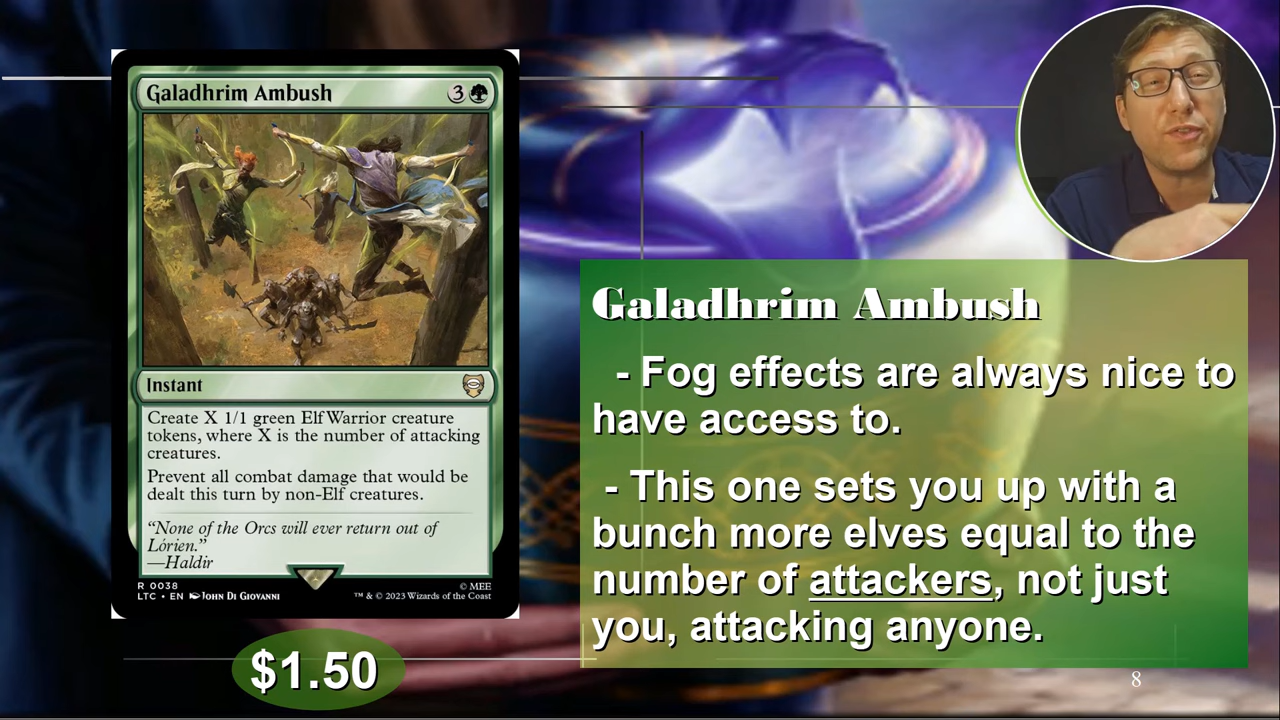 Galadhrim Ambush 3
Instant
Create X 1/1 green Elf Warrior creature
tokens, where X is the number of attacking
creatures.
Prevent all combat damage that would be
dealt this turn by non-Elf creatures.
“None of the Orcs will ever return out of
Lórien.”
—Haldir
R 0038
LTC • EN John Di Giovanni
© MEE
™ & © 2023 Wizards of the Coast
$1.50
Galadhrim Ambush
- Fog effects are always nice to
have access to.
- This one sets you up with a
bunch more elves equal to the
number of attackers, not just
you, attacking anyone.
8